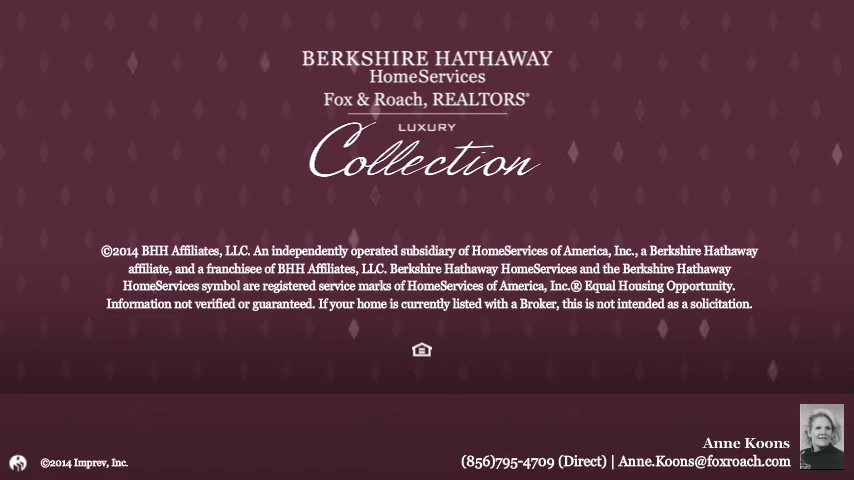 BERKSHIRE HATHAWAY
HomeServices
Fox & Roach, REALTORS®
LUXURY
Collection
©2014 BHH Affiliates, LLC. An independently operated subsidiary of HomeServices of America, Inc., a Berkshire Hathaway
affiliate, and a franchisee of BHH Affiliates, LLC. Berkshire Hathaway HomeServices and the Berkshire Hathaway
HomeServices symbol are registered service marks of HomeServices of America, Inc.® Equal Housing Opportunity.
Information not verified or guaranteed. If your home is currently listed with a Broker, this is not intended as a solicitation.
Anne Koons
(856)795-4709 (Direct) | Anne.Koons@foxroach.com
©2014 Imprev, Inc.